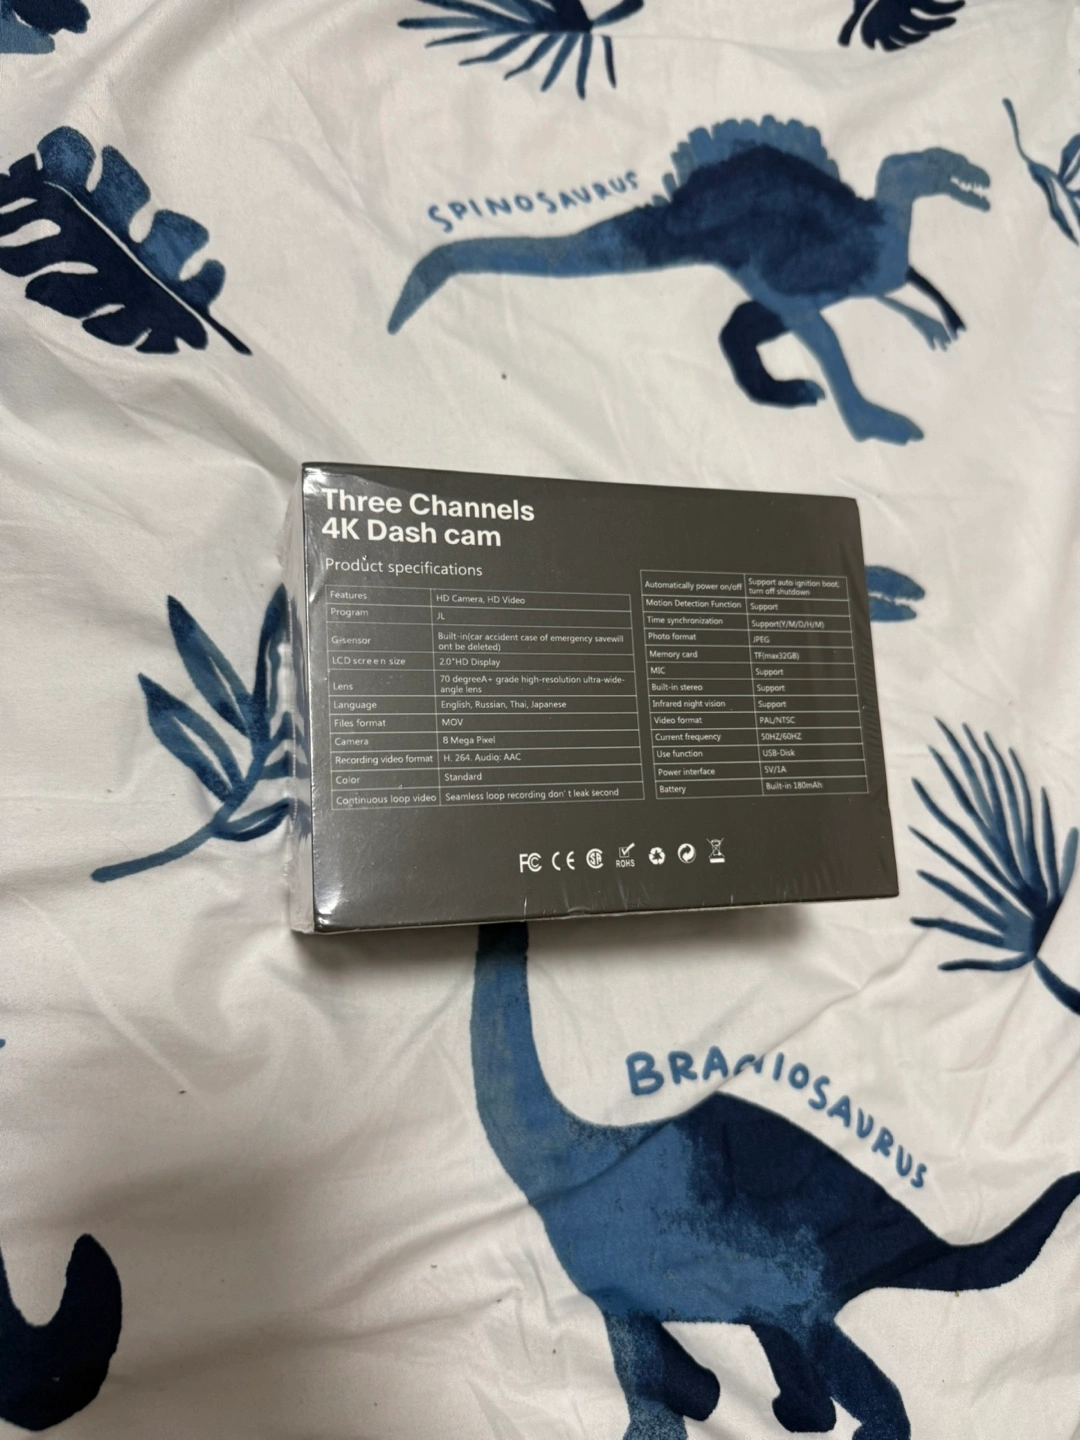 SPINOSAURUS
Three Channels
4K Dash cam
Product specifications
Features HD Camera, HD Video
Program JL
G-sensor Built-in(car accident case of emergency savewill
ont be deleted)
LCD screen size 2.0"HD Display
Lens 70 degreeA+ grade high-resolution ultra-wide-
angle lens
Language English, Russian, Thai, Japanese
Files format MOV
Camera 8 Mega Pixel
Recording video format H. 264. Audio: AAC
Color Standard
Continuous loop video Seamless loop recording don' t leak second
Automatically power on/off Support auto ignition boot,
turn off shutdown
Motion Detection Function Support
Time synchronization Support(Y/M/D/H/M)
Photo format JPEG
Memory card TF(max32GB)
MIC Support
Built-in stereo Support
Infrared night vision Support
Video format PAL/NTSC
Current frequency 50HZ/60HZ
Use function USB-Disk
Power interface 5V/1A
Battery Built-in 180mAh
FC CE ROHS
BRACHIOSAURUS